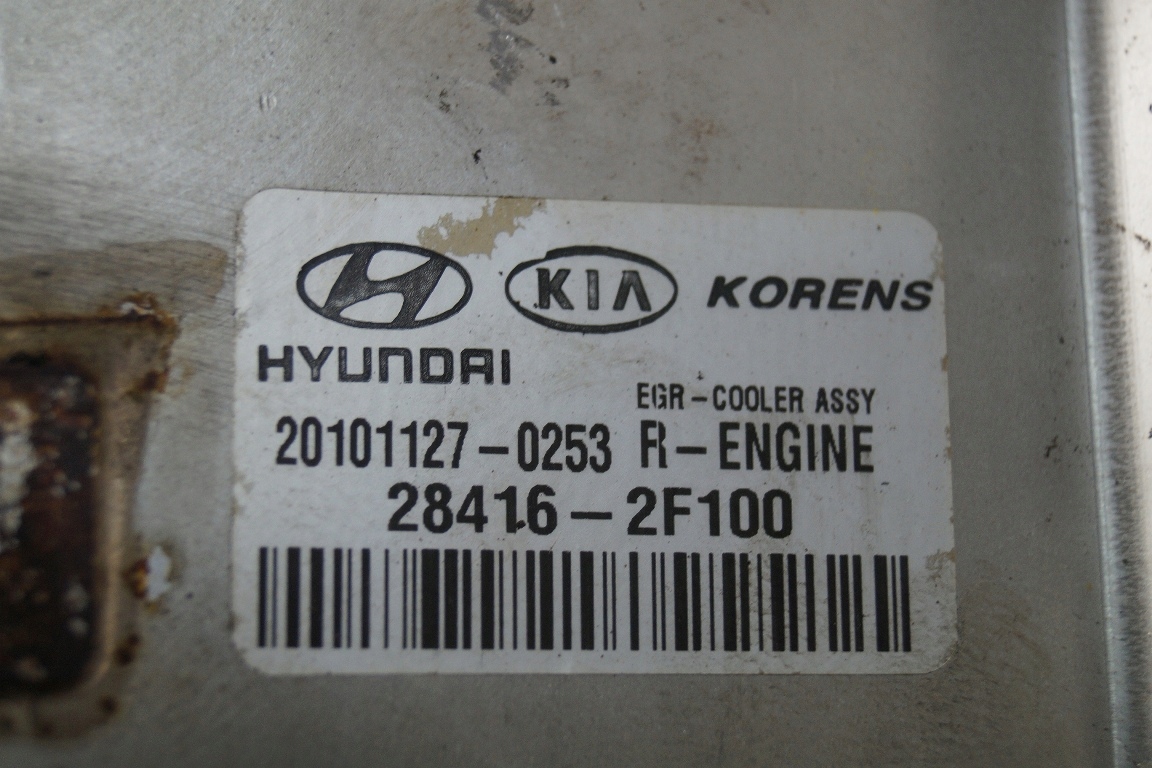 KIA KORENS
HYUNDAI
EGR-COOLER ASSY
20101127-0253 R-ENGINE
28416-2F100